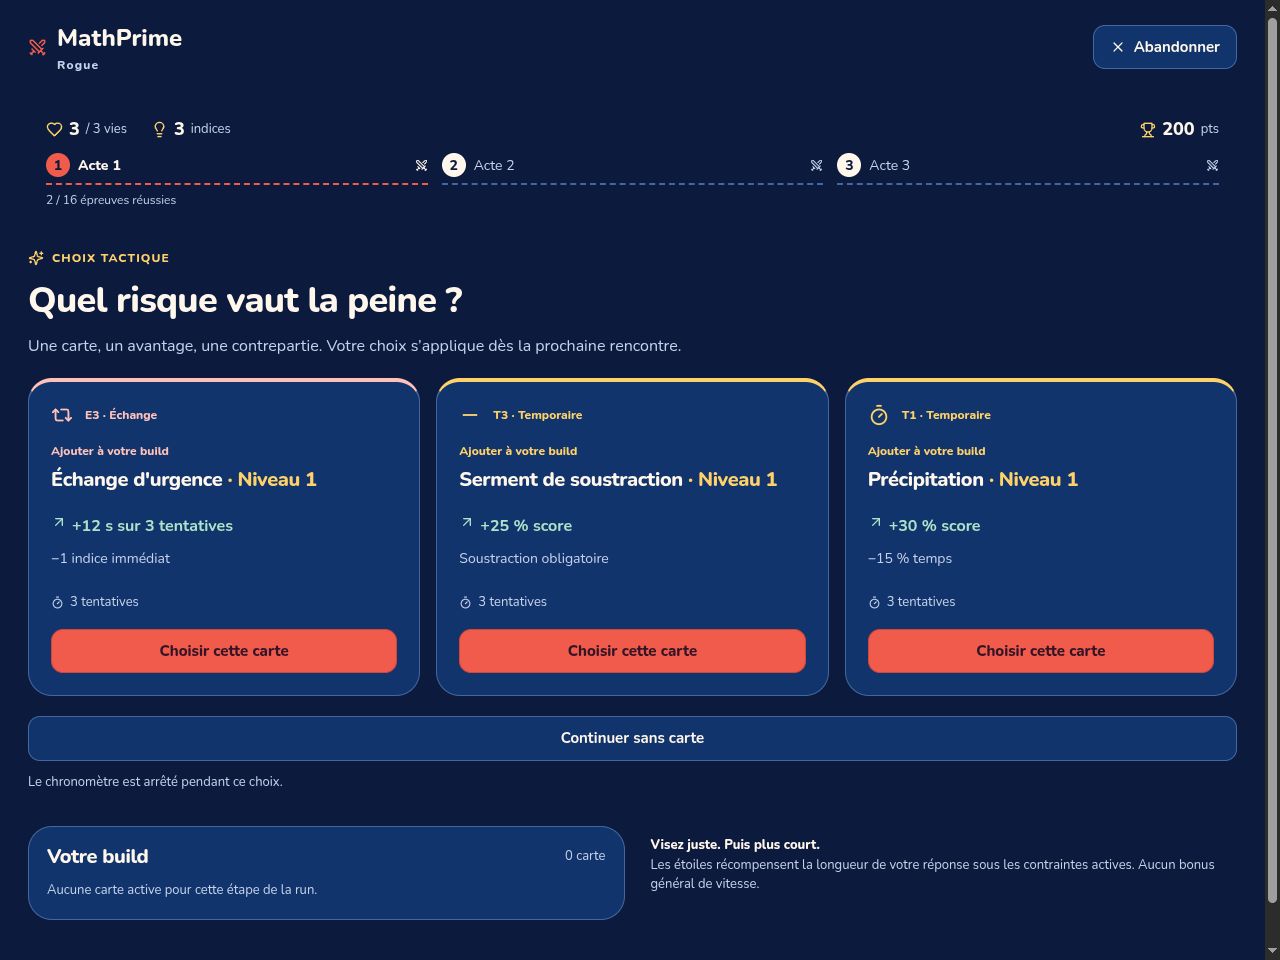 MathPrime
Rogue
Abandonner
3 / 3 vies
3 indices
200 pts
1 Acte 1
2 Acte 2
3 Acte 3
2 / 16 épreuves réussies
CHOIX TACTIQUE
Quel risque vaut la peine ?
Une carte, un avantage, une contrepartie. Votre choix s'applique dès la prochaine rencontre.
E3 · Échange
Ajouter à votre build
Échange d'urgence · Niveau 1
+12 s sur 3 tentatives
−1 indice immédiat
3 tentatives
Choisir cette carte
T3 · Temporaire
Ajouter à votre build
Serment de soustraction · Niveau 1
+25 % score
Soustraction obligatoire
3 tentatives
Choisir cette carte
T1 · Temporaire
Ajouter à votre build
Précipitation · Niveau 1
+30 % score
−15 % temps
3 tentatives
Choisir cette carte
Continuer sans carte
Le chronomètre est arrêté pendant ce choix.
Votre build
0 carte
Aucune carte active pour cette étape de la run.
Visez juste. Puis plus court.
Les étoiles récompensent la longueur de votre réponse sous les contraintes actives. Aucun bonus
général de vitesse.